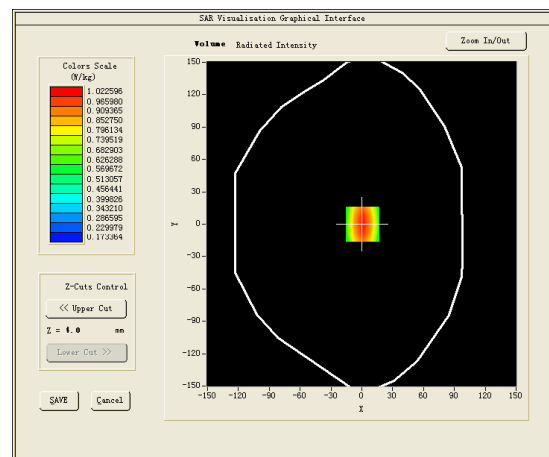 SAR Visualisation Graphical Interface
Volume Radiated Intensity
Zoom In/Out
Colors Scale
(W/kg)
1.022596
0.965980
0.909365
0.852750
0.796134
0.739519
0.682903
0.626288
0.569672
0.513057
0.456441
0.399826
0.343210
0.286595
0.229979
0.173364
150
120
90
60
30
0
-30
-60
-90
-120
-150
Y
-150 -120 -90 -60 -30 0 30 60 90 120 150
X
Z-Cuts Control
<< Upper Cut
Z = 4.0 mm
Lower Cut >>
SAVE Cancel